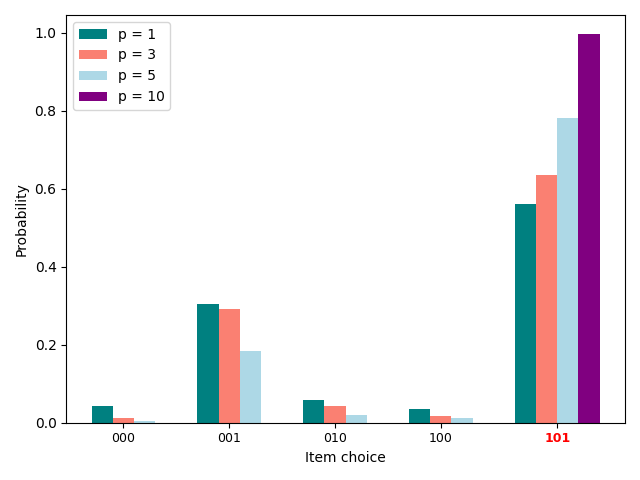 p = 1
p = 3
p = 5
p = 10
1.0
0.8
0.6
0.4
0.2
0.0
Probability
000 001 010 100 101
Item choice